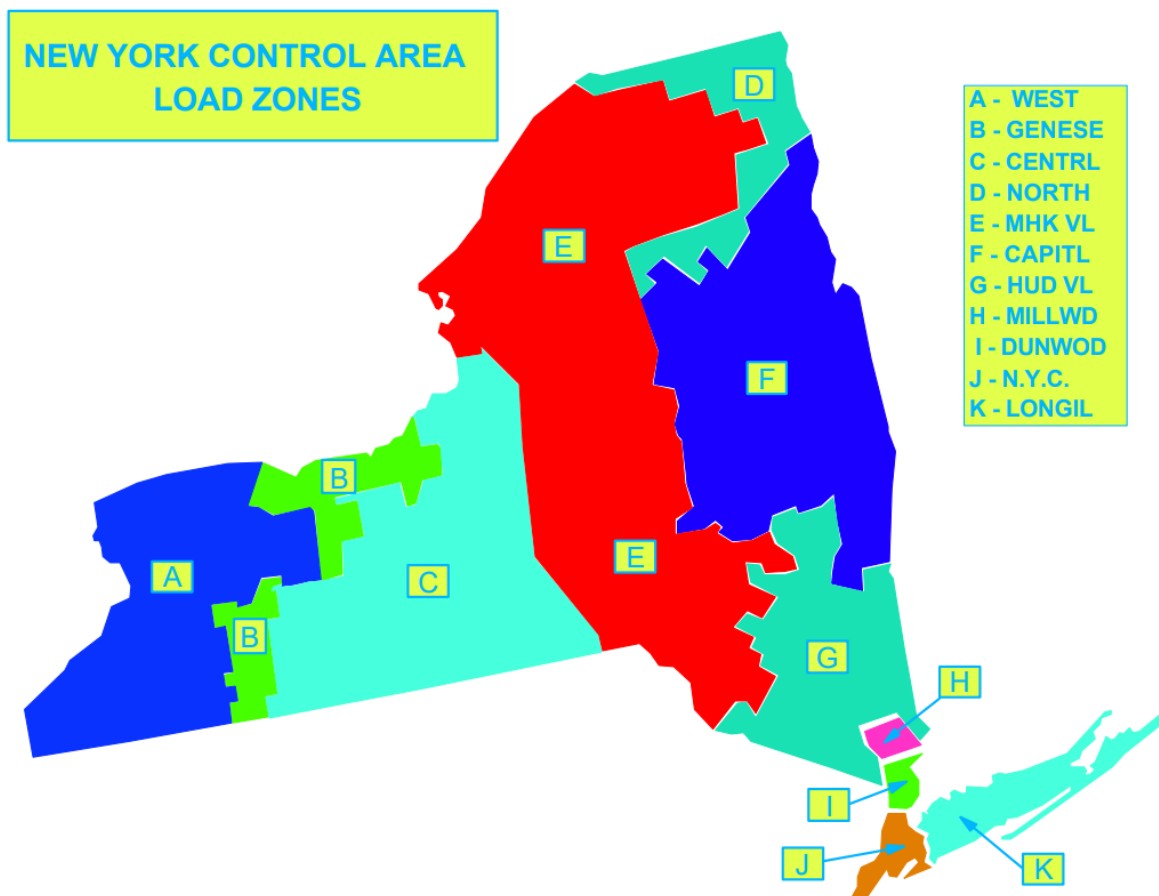 NEW YORK CONTROL AREA
LOAD ZONES
D
A - WEST
B - GENESE
C - CENTRL
D - NORTH
E - MHK VL
F - CAPITL
G - HUD VL
H - MILLWD
I - DUNWOD
J - N.Y.C.
K - LONGIL
E
F
B
E
A
C
B
G
H
I
J
K